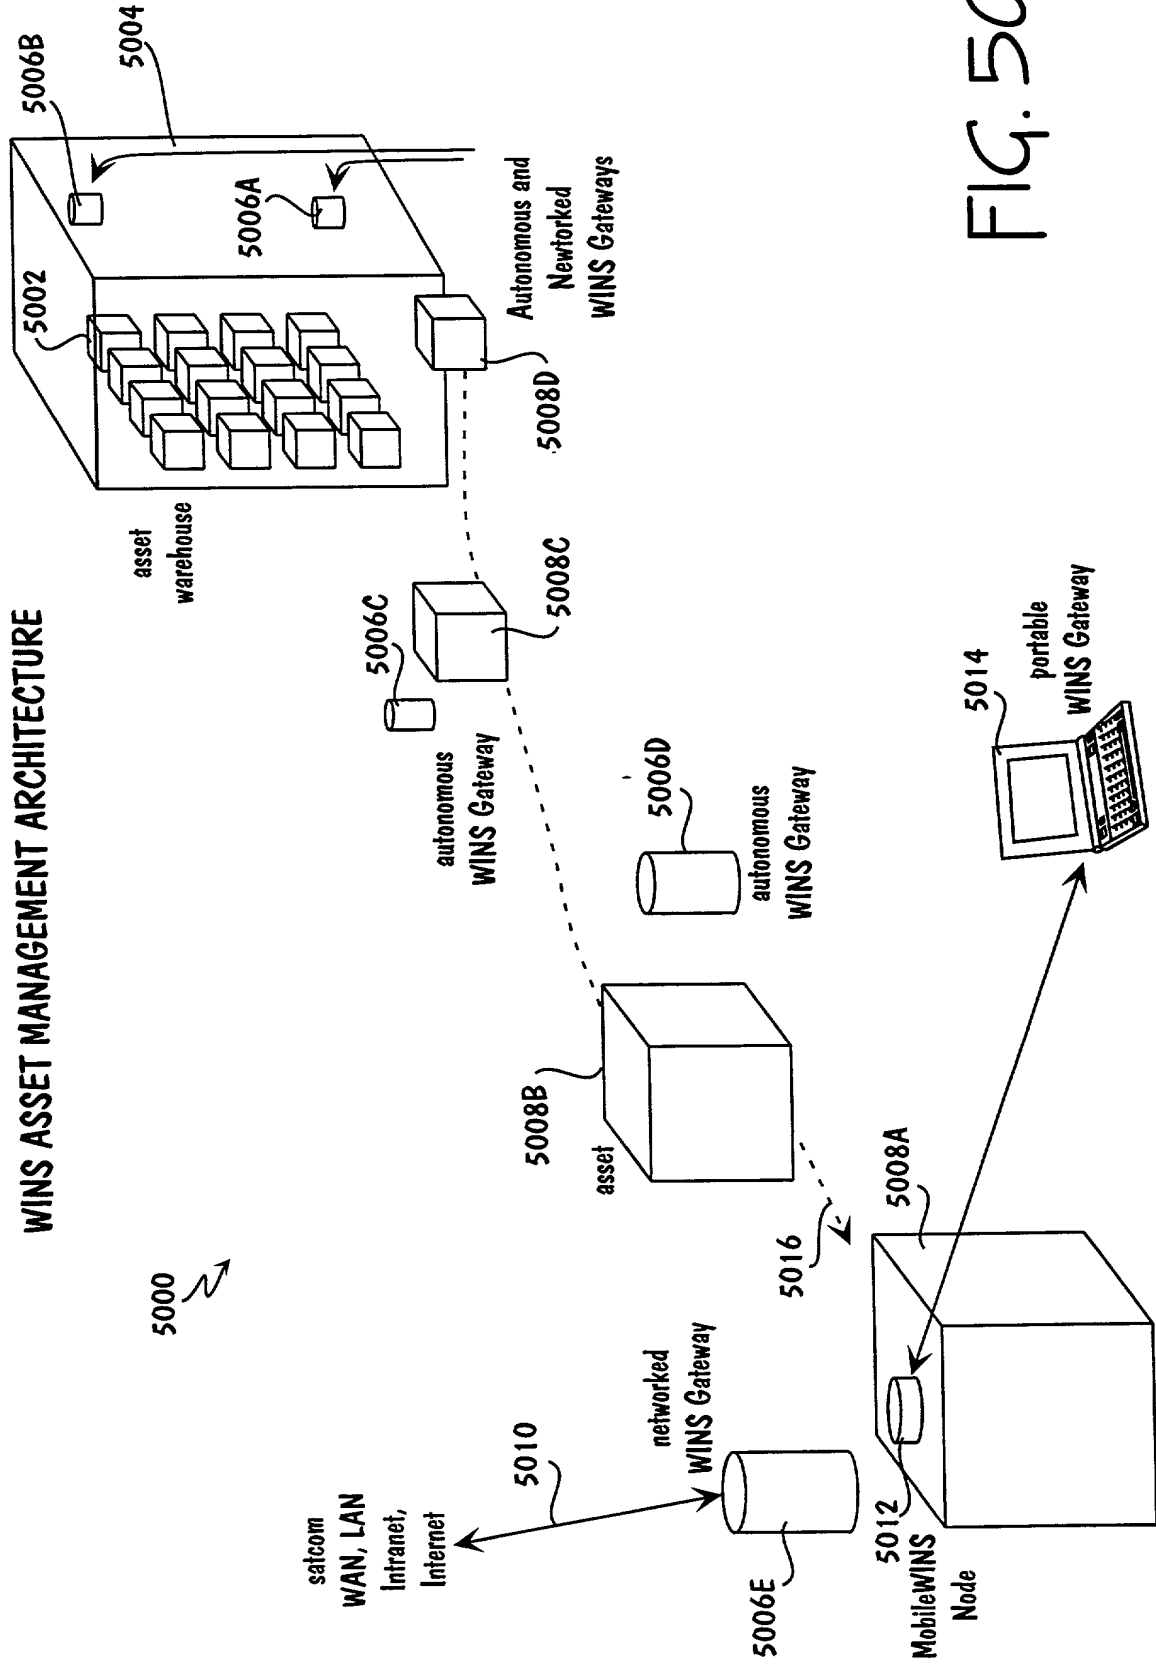 WINS ASSET MANAGEMENT ARCHITECTURE
5006B
5004
5002
5006A
5000
asset
warehouse
Autonomous and
Newtorked
WINS Gateways
5008D
5006C
5008C
autonomous
WINS Gateway
satcom
WAN, LAN
Intranet,
Internet
5010
5008B
asset
5006D
autonomous
WINS Gateway
networked
WINS Gateway
5016
5006E
5012
MobileWINS
Node
5008A
5014
portable
WINS Gateway
FIG. 50